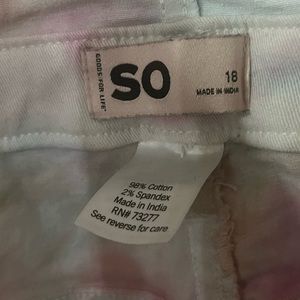 GOODS FOR LIFE™
SO
18
MADE IN INDIA
98% Cotton
2% Spandex
Made in India
RN# 73277
See reverse for care